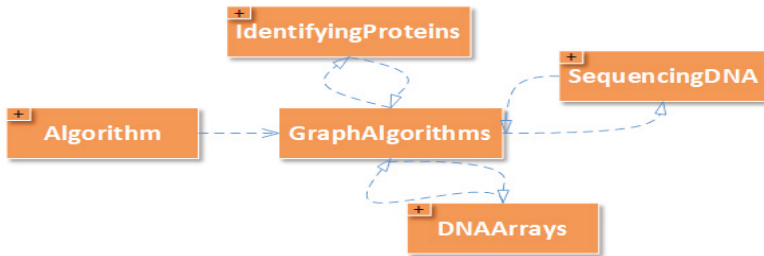 +
IdentifyingProteins
+
SequencingDNA
+
Algorithm
GraphAlgorithms
+
DNAArrays